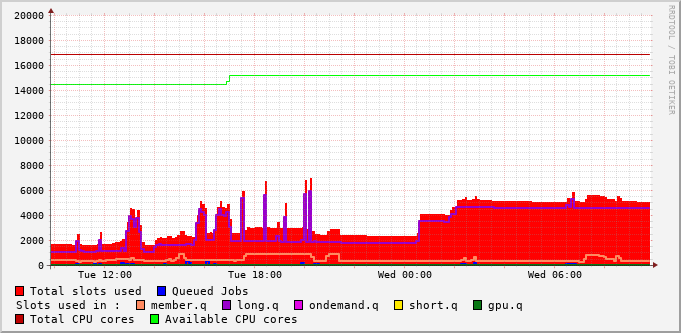 20000
18000
16000
14000
12000
10000
8000
6000
4000
2000
0
Tue 12:00 Tue 18:00 Wed 00:00 Wed 06:00
Total slots used Queued Jobs
Slots used in : member.q long.q ondemand.q short.q gpu.q
Total CPU cores Available CPU cores
RRDTOOL / TOBI OETIKER